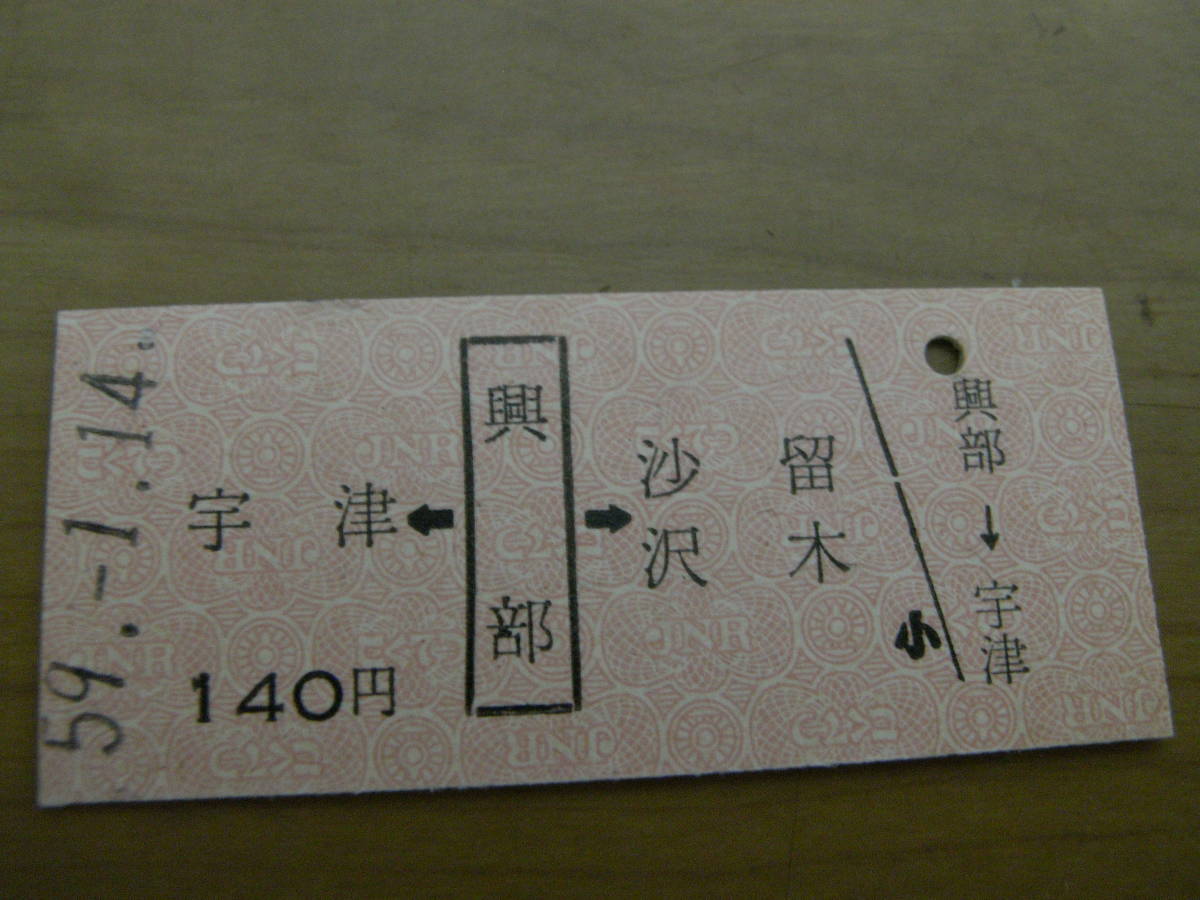 59.-1.14
宇津
←
興部
→
沙留
沢木
140円
興部→宇津
小